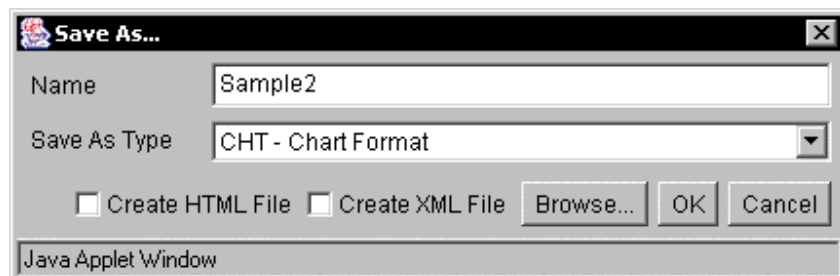 Save As...
Name Sample2
Save As Type CHT - Chart Format
Create HTML File Create XML File Browse... OK Cancel
Java Applet Window